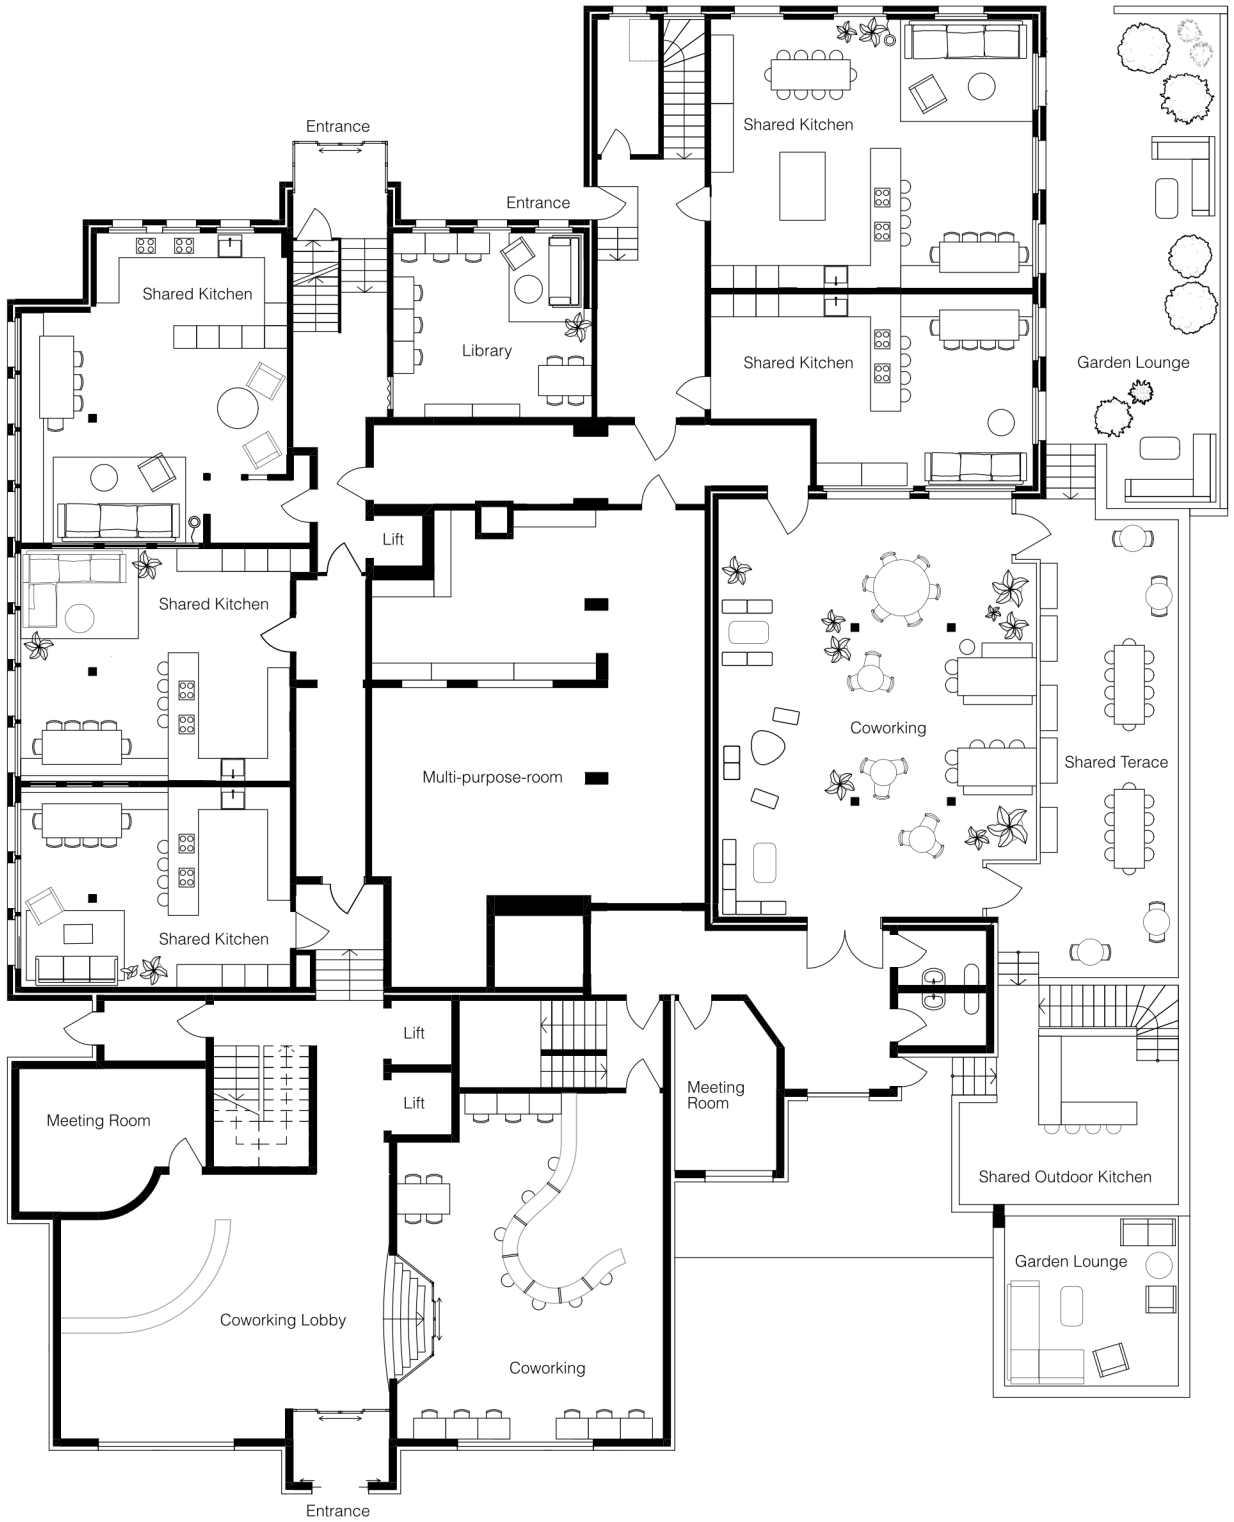 Entrance
Shared Kitchen
Entrance
Shared Kitchen
Library
Shared Kitchen
Garden Lounge
Lift
Shared Kitchen
Coworking
Multi-purpose-room
Shared Terace
Shared Kitchen
Lift
Lift
Meeting
Room
Meeting Room
Shared Outdoor Kitchen
Garden Lounge
Coworking Lobby
Coworking
Entrance